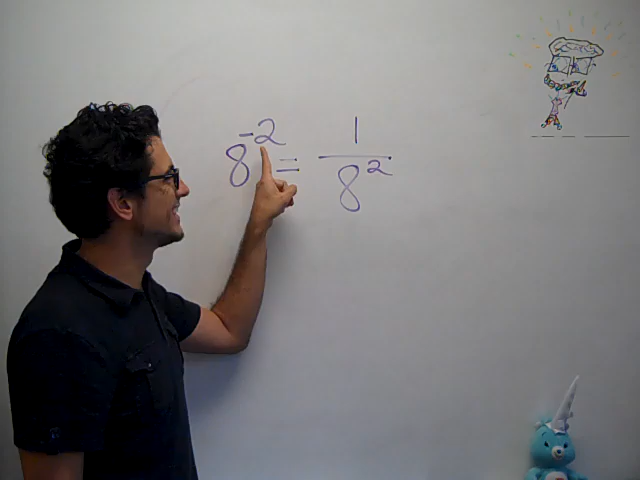 8⁻² = 1/8²